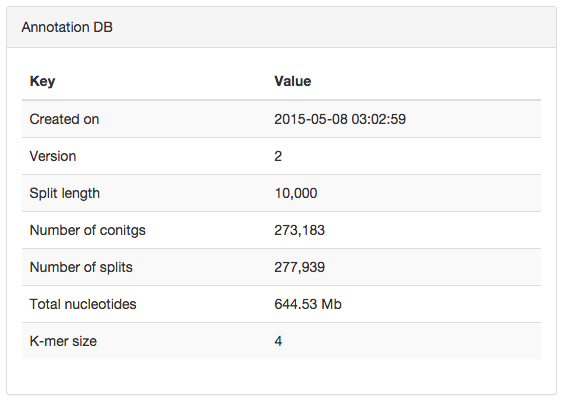 Annotation DB
Key Value
Created on 2015-05-08 03:02:59
Version 2
Split length 10,000
Number of conitgs 273,183
Number of splits 277,939
Total nucleotides 644.53 Mb
K-mer size 4